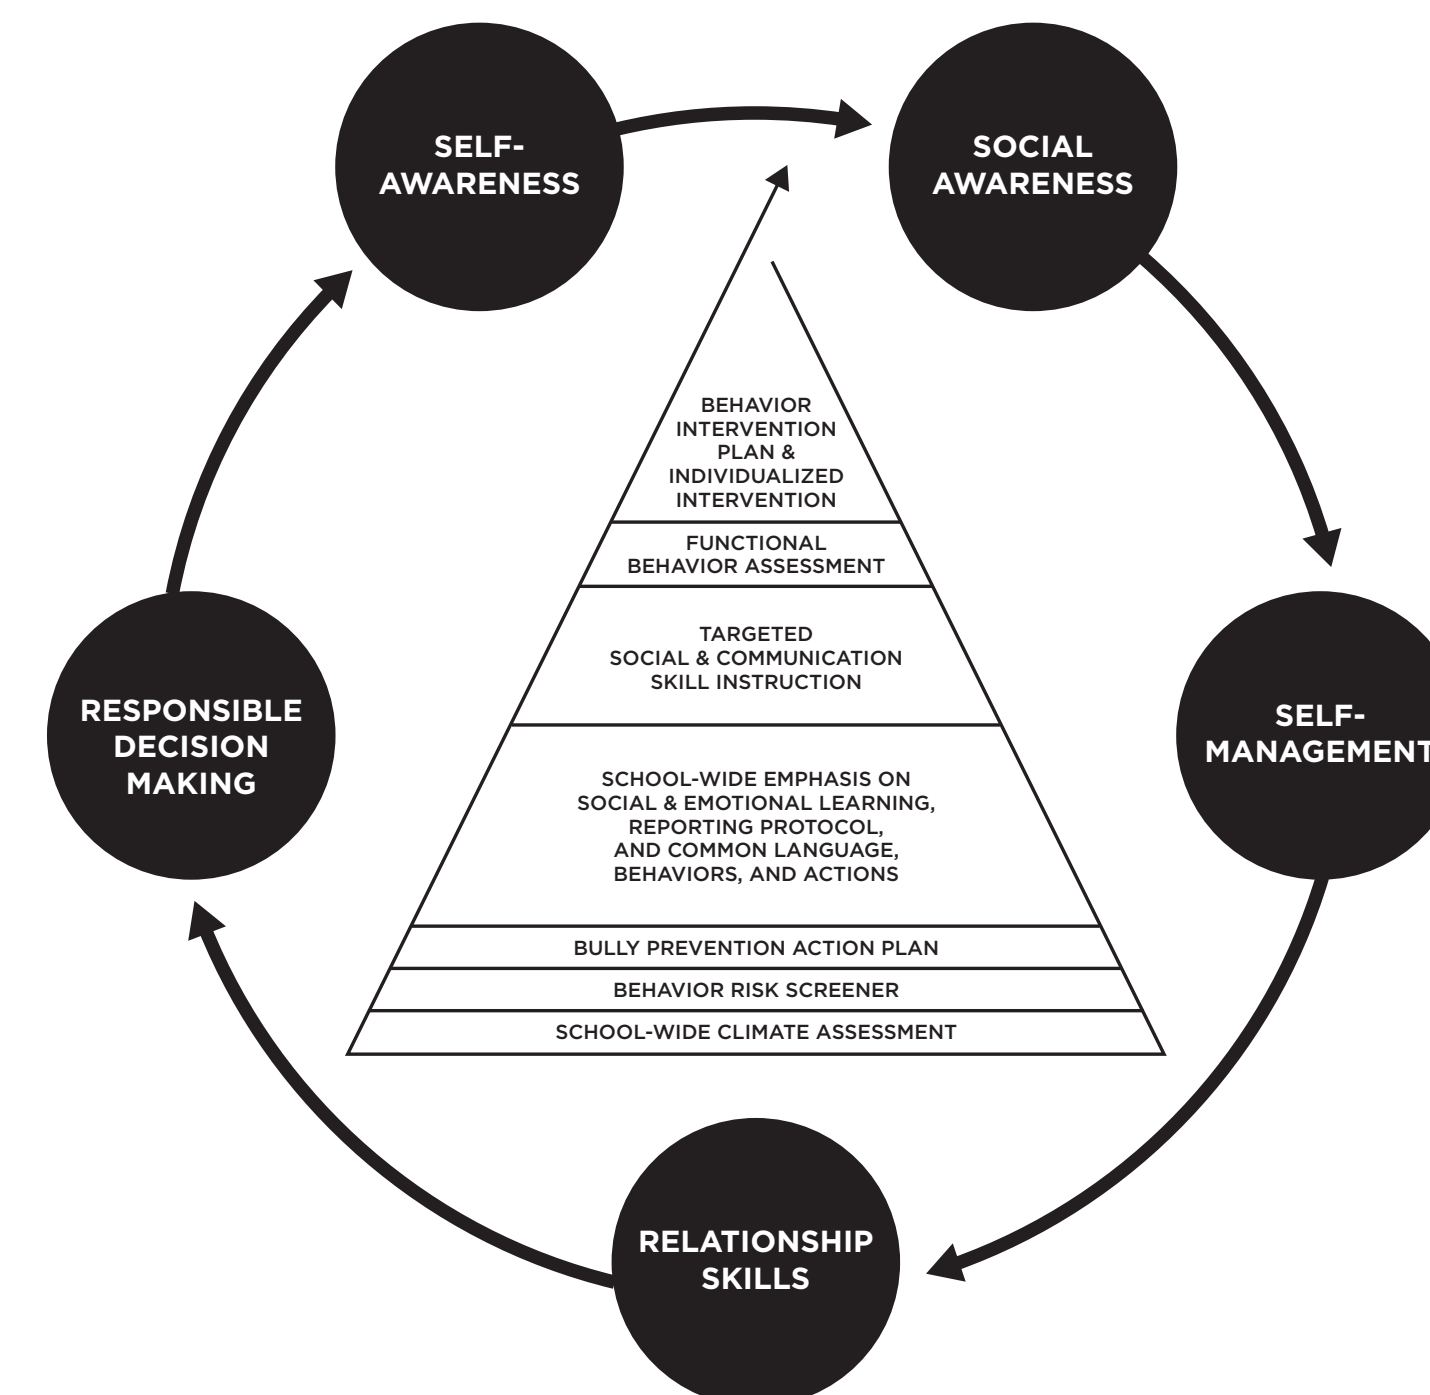 SELF-
AWARENESS
SOCIAL
AWARENESS
BEHAVIOR
INTERVENTION
PLAN &
INDIVIDUALIZED
INTERVENTION
FUNCTIONAL
BEHAVIOR ASSESSMENT
TARGETED
SOCIAL & COMMUNICATION
SKILL INSTRUCTION
RESPONSIBLE
DECISION
MAKING
SELF-
MANAGEMENT
SCHOOL-WIDE EMPHASIS ON
SOCIAL & EMOTIONAL LEARNING,
REPORTING PROTOCOL,
AND COMMON LANGUAGE,
BEHAVIORS, AND ACTIONS
BULLY PREVENTION ACTION PLAN
BEHAVIOR RISK SCREENER
SCHOOL-WIDE CLIMATE ASSESSMENT
RELATIONSHIP
SKILLS